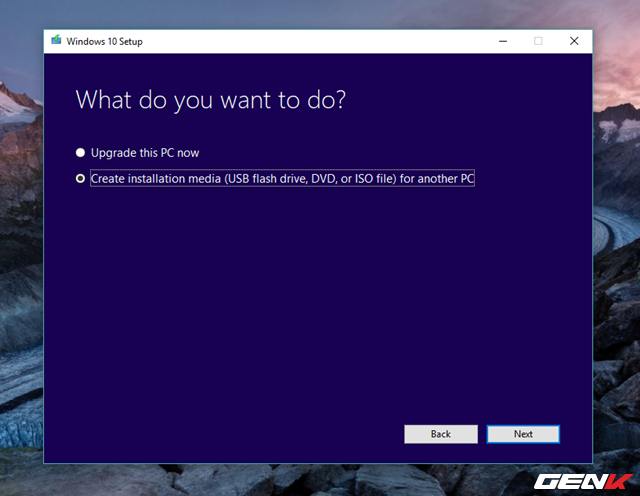 Windows 10 Setup
What do you want to do?
Upgrade this PC now
Create installation media (USB flash drive, DVD, or ISO file) for another PC
Back
Next
GENK